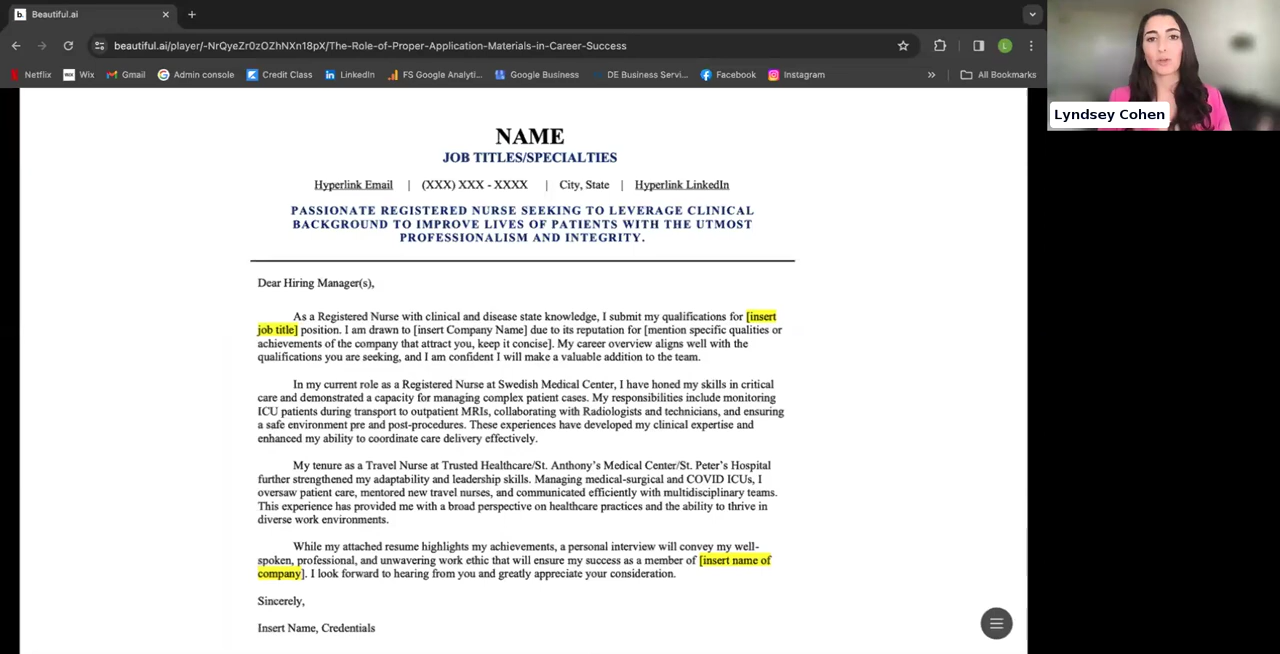 b. Beautiful.ai
beautiful.ai/player/-NrQyeZr0zOZhNXn18pX/The-Role-of-Proper-Application-Materials-in-Career-Success
L
Netflix Wix Gmail Admin console Credit Class LinkedIn FS Google Analyti... Google Business DE Business Servi... Facebook Instagram » All Bookmarks
Lyndsey Cohen
NAME
JOB TITLES/SPECIALTIES
Hyperlink Email | (XXX) XXX - XXXX | City, State | Hyperlink LinkedIn
PASSIONATE REGISTERED NURSE SEEKING TO LEVERAGE CLINICAL
BACKGROUND TO IMPROVE LIVES OF PATIENTS WITH THE UTMOST
PROFESSIONALISM AND INTEGRITY.
Dear Hiring Manager(s),
As a Registered Nurse with clinical and disease state knowledge, I submit my qualifications for [insert
job title] position. I am drawn to [insert Company Name] due to its reputation for [mention specific qualities or
achievements of the company that attract you, keep it concise]. My career overview aligns well with the
qualifications you are seeking, and I am confident I will make a valuable addition to the team.
In my current role as a Registered Nurse at Swedish Medical Center, I have honed my skills in critical
care and demonstrated a capacity for managing complex patient cases. My responsibilities include monitoring
ICU patients during transport to outpatient MRIs, collaborating with Radiologists and technicians, and ensuring
a safe environment pre and post-procedures. These experiences have developed my clinical expertise and
enhanced my ability to coordinate care delivery effectively.
My tenure as a Travel Nurse at Trusted Healthcare/St. Anthony's Medical Center/St. Peter's Hospital
further strengthened my adaptability and leadership skills. Managing medical-surgical and COVID ICUs, I
oversaw patient care, mentored new travel nurses, and communicated efficiently with multidisciplinary teams.
This experience has provided me with a broad perspective on healthcare practices and the ability to thrive in
diverse work environments.
While my attached resume highlights my achievements, a personal interview will convey my well-
spoken, professional, and unwavering work ethic that will ensure my success as a member of [insert name of
company]. I look forward to hearing from you and greatly appreciate your consideration.
Sincerely,
Insert Name, Credentials